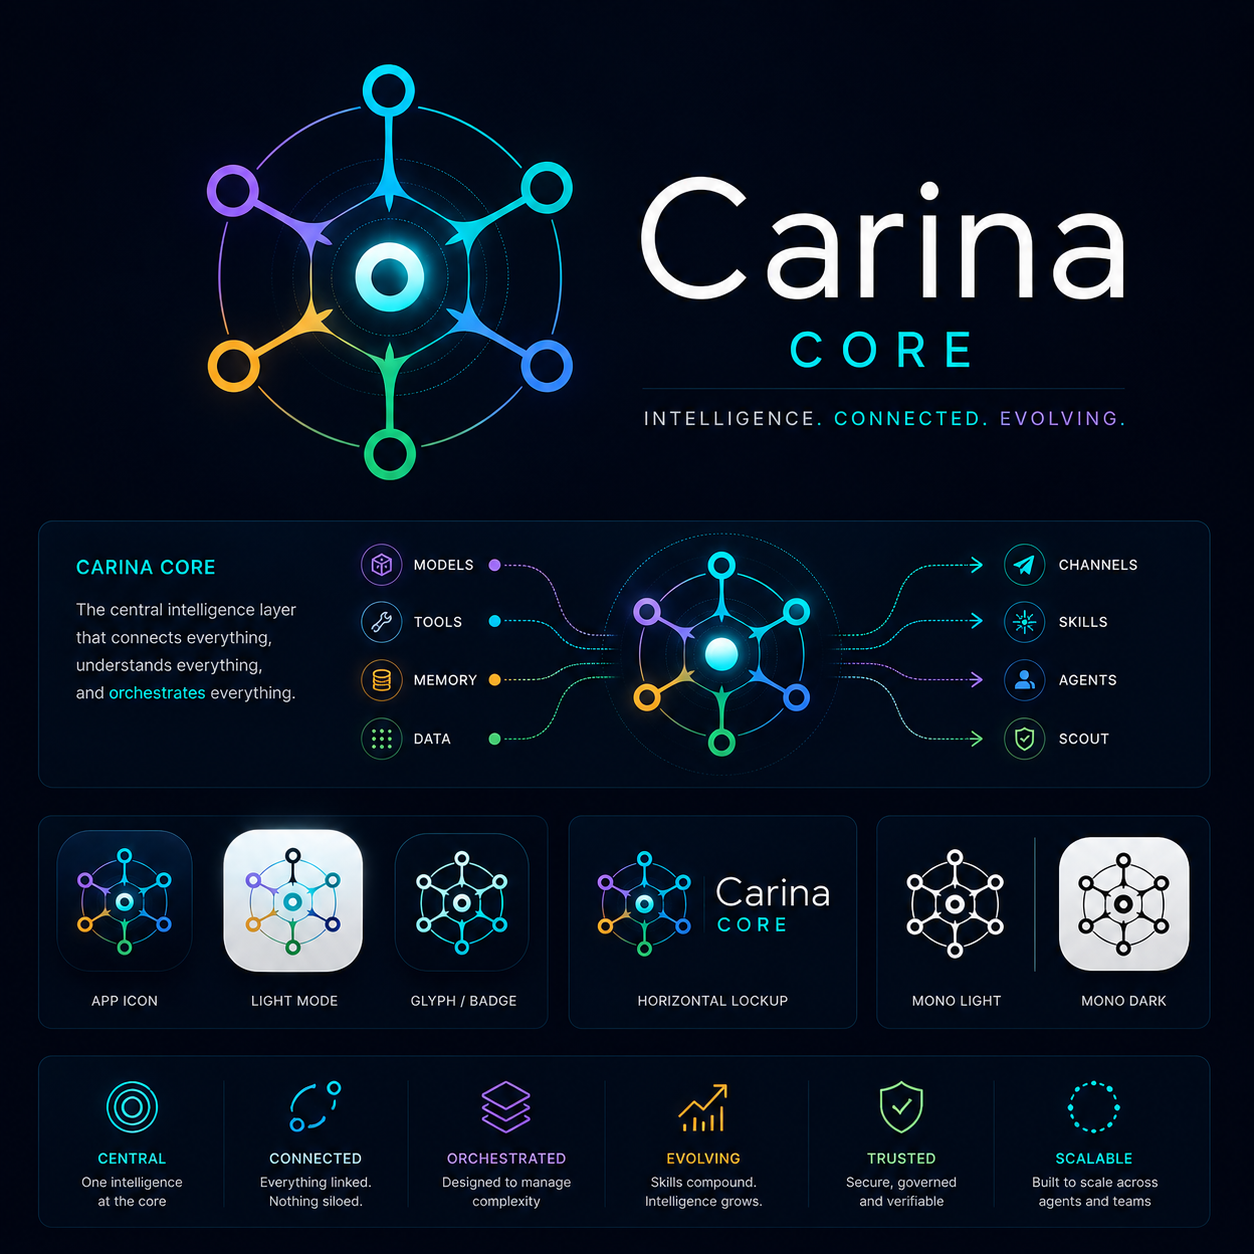 Carina
CORE
INTELLIGENCE. CONNECTED. EVOLVING.
CARINA CORE
The central intelligence layer
that connects everything,
understands everything,
and orchestrates everything.
MODELS
TOOLS
MEMORY
DATA
CHANNELS
SKILLS
AGENTS
SCOUT
APP ICON
LIGHT MODE
GLYPH / BADGE
Carina
CORE
HORIZONTAL LOCKUP
MONO LIGHT
MONO DARK
CENTRAL
One intelligence
at the core
CONNECTED
Everything linked.
Nothing siloed.
ORCHESTRATED
Designed to manage
complexity
EVOLVING
Skills compound.
Intelligence grows.
TRUSTED
Secure, governed
and verifiable
SCALABLE
Built to scale across
agents and teams